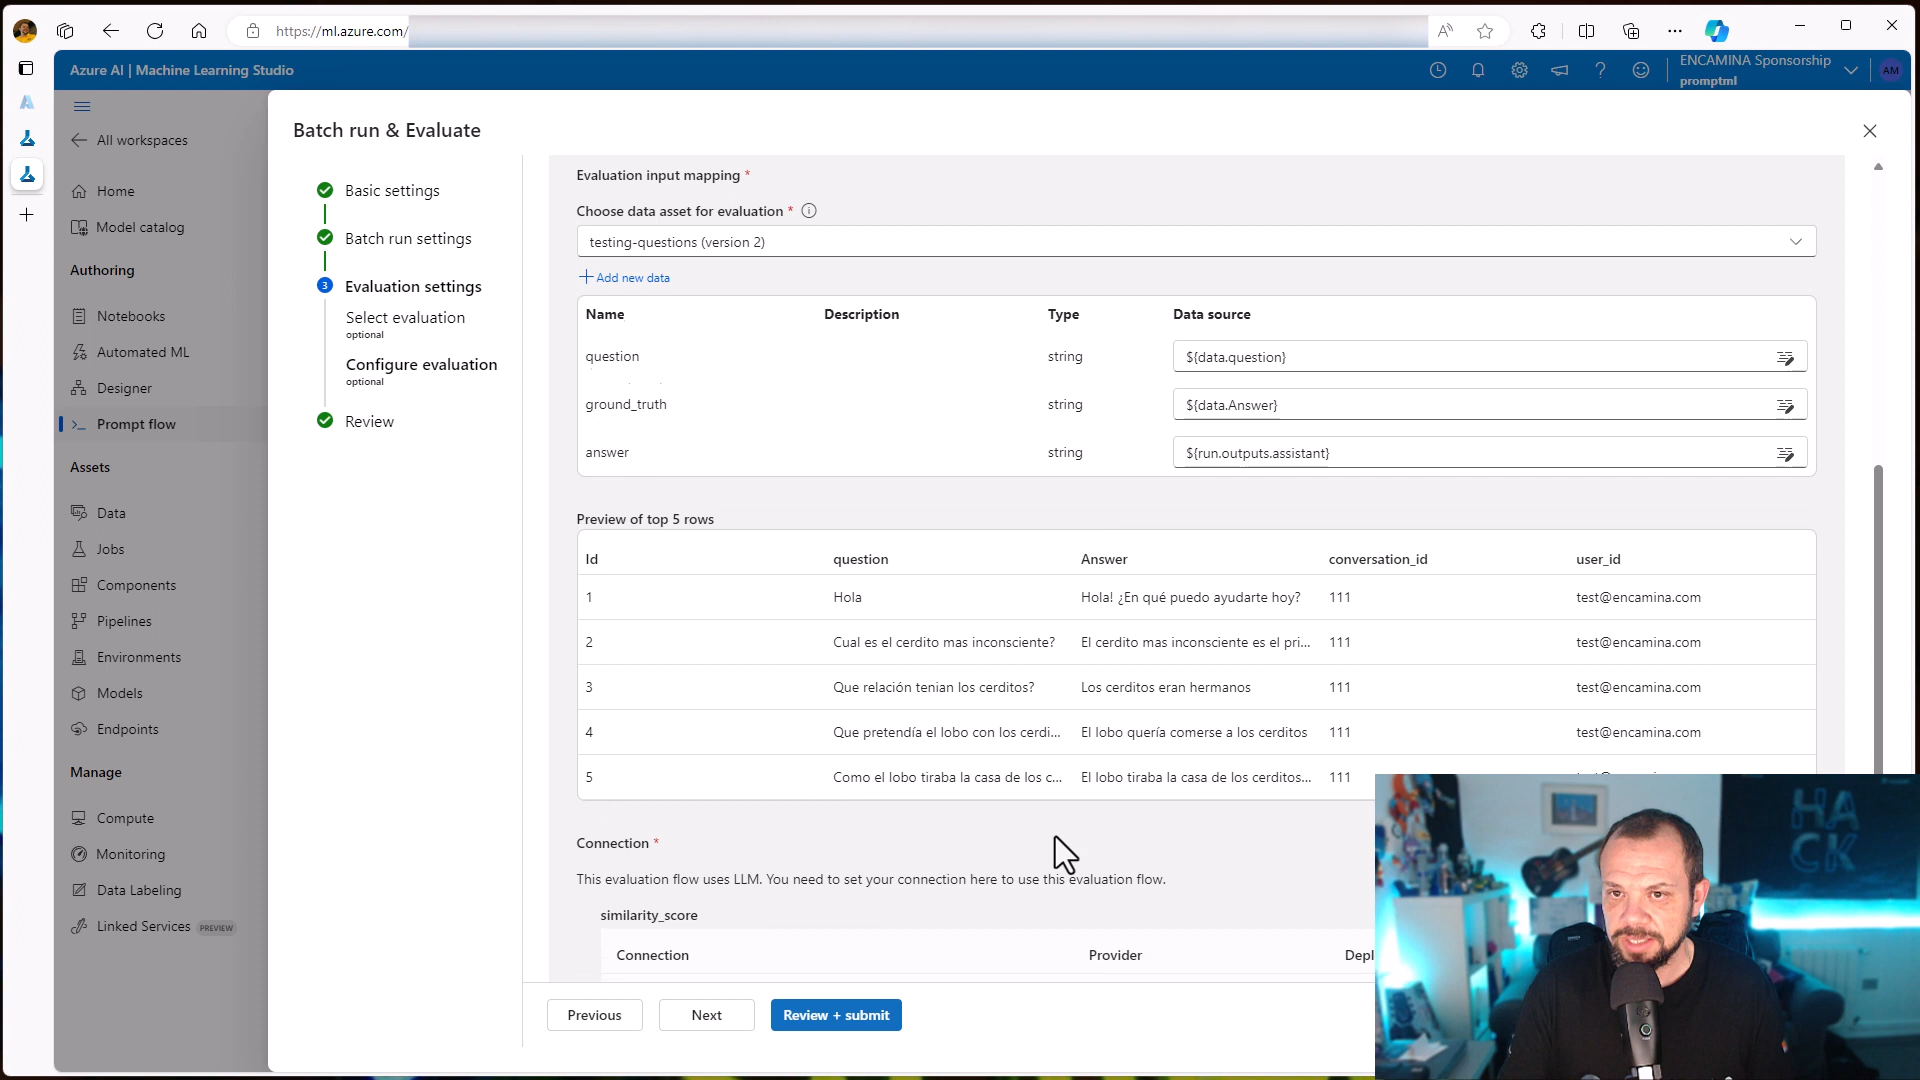 https://ml.azure.com/
Azure AI | Machine Learning Studio
ENCAMINA Sponsorship
promptml
AM
All workspaces
Home
Model catalog
Authoring
Notebooks
Automated ML
Designer
Prompt flow
Assets
Data
Jobs
Components
Pipelines
Environments
Models
Endpoints
Manage
Compute
Monitoring
Data Labeling
Linked Services PREVIEW
Batch run & Evaluate
Basic settings
Batch run settings
3 Evaluation settings
Select evaluation
optional
Configure evaluation
optional
Review
Evaluation input mapping *
Choose data asset for evaluation *
testing-questions (version 2)
Add new data
Name Description Type Data source
question string ${data.question}
ground_truth string ${data.Answer}
answer string ${run.outputs.assistant}
Preview of top 5 rows
Id question Answer conversation_id user_id
1 Hola Hola! ¿En qué puedo ayudarte hoy? 111 test@encamina.com
2 Cual es el cerdito mas inconsciente? El cerdito mas inconsciente es el pri... 111 test@encamina.com
3 Que relación tenian los cerditos? Los cerditos eran hermanos 111 test@encamina.com
4 Que pretendía el lobo con los cerdi... El lobo quería comerse a los cerditos 111 test@encamina.com
5 Como el lobo tiraba la casa de los c... El lobo tiraba la casa de los cerditos... 111
Connection *
This evaluation flow uses LLM. You need to set your connection here to use this evaluation flow.
similarity_score
Connection Provider Depl
Previous Next Review + submit
HA
CK